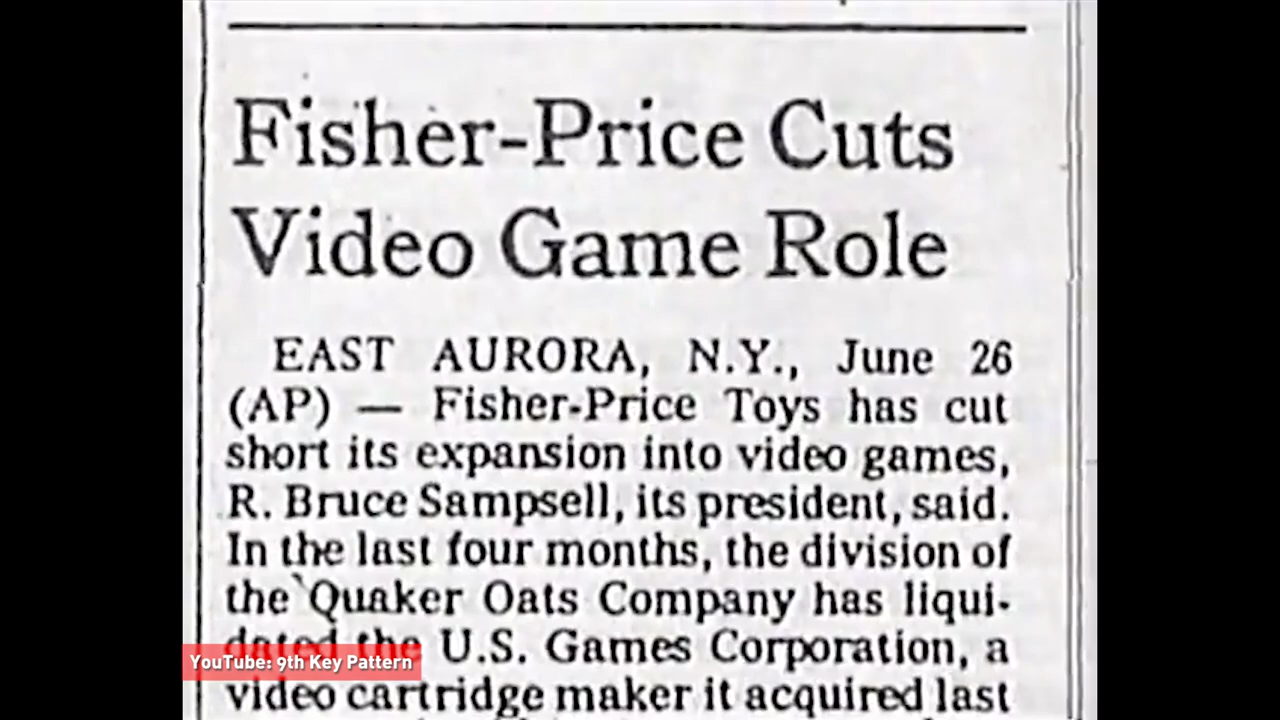 Fisher-Price Cuts
Video Game Role
EAST AURORA, N.Y., June 26
(AP) — Fisher-Price Toys has cut
short its expansion into video games,
R. Bruce Sampsell, its president, said.
In the last four months, the division of
the Quaker Oats Company has liqui-
dated the U.S. Games Corporation, a
YouTube: 9th Key Pattern
video cartridge maker it acquired last